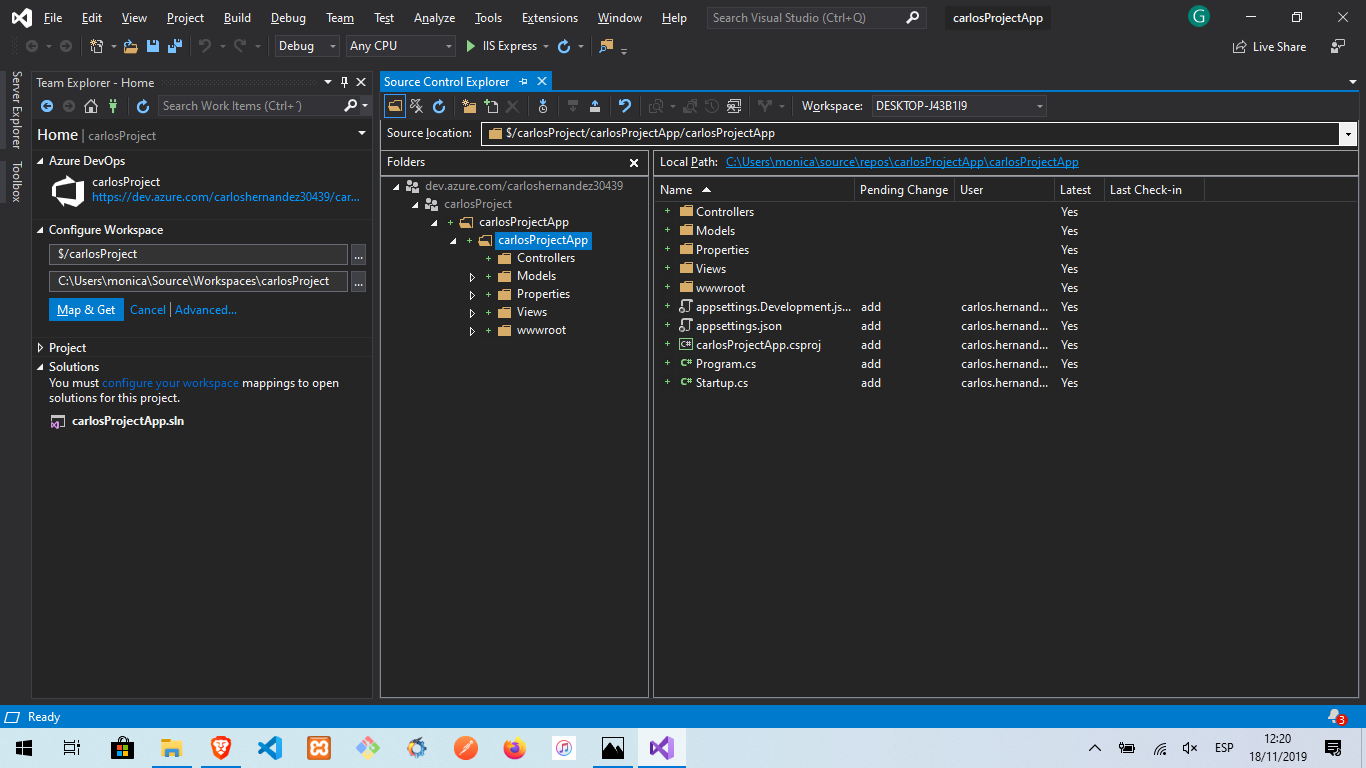 File Edit View Project Build Debug Team Test Analyze Tools Extensions Window Help Search Visual Studio (Ctrl+Q) carlosProjectApp G
Debug Any CPU IIS Express Live Share
Server Explorer
Toolbox
Team Explorer - Home
Search Work Items (Ctrl+´)
Home | carlosProject
Azure DevOps
carlosProject
https://dev.azure.com/carloshernandez30439/car...
Configure Workspace
$/carlosProject ...
C:\Users\monica\Source\Workspaces\carlosProject ...
Map & Get Cancel | Advanced...
Project
Solutions
You must configure your workspace mappings to open
solutions for this project.
carlosProjectApp.sln
Source Control Explorer
Workspace: DESKTOP-J43B1I9
Source location: $/carlosProject/carlosProjectApp/carlosProjectApp
Folders
dev.azure.com/carloshernandez30439
carlosProject
carlosProjectApp
carlosProjectApp
Controllers
Models
Properties
Views
wwwroot
Local Path: C:\Users\monica\source\repos\carlosProjectApp\carlosProjectApp
Name Pending Change User Latest Last Check-in
Controllers Yes
Models Yes
Properties Yes
Views Yes
wwwroot Yes
appsettings.Development.js... add carlos.hernand... Yes
appsettings.json add carlos.hernand... Yes
C# carlosProjectApp.csproj add carlos.hernand... Yes
C# Program.cs add carlos.hernand... Yes
C# Startup.cs add carlos.hernand... Yes
Ready
3
ESP
12:20
18/11/2019